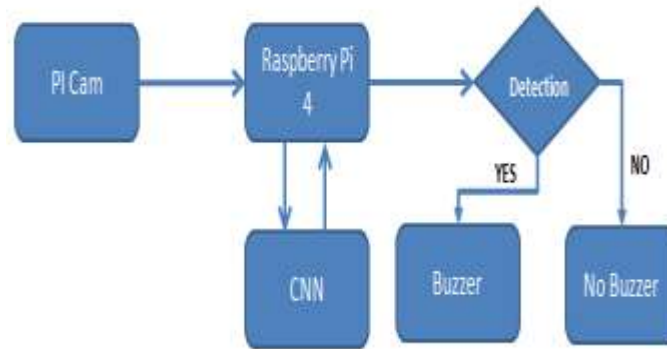 PI Cam
Raspberry Pi
4
Detection
YES
NO
CNN
Buzzer
No Buzzer